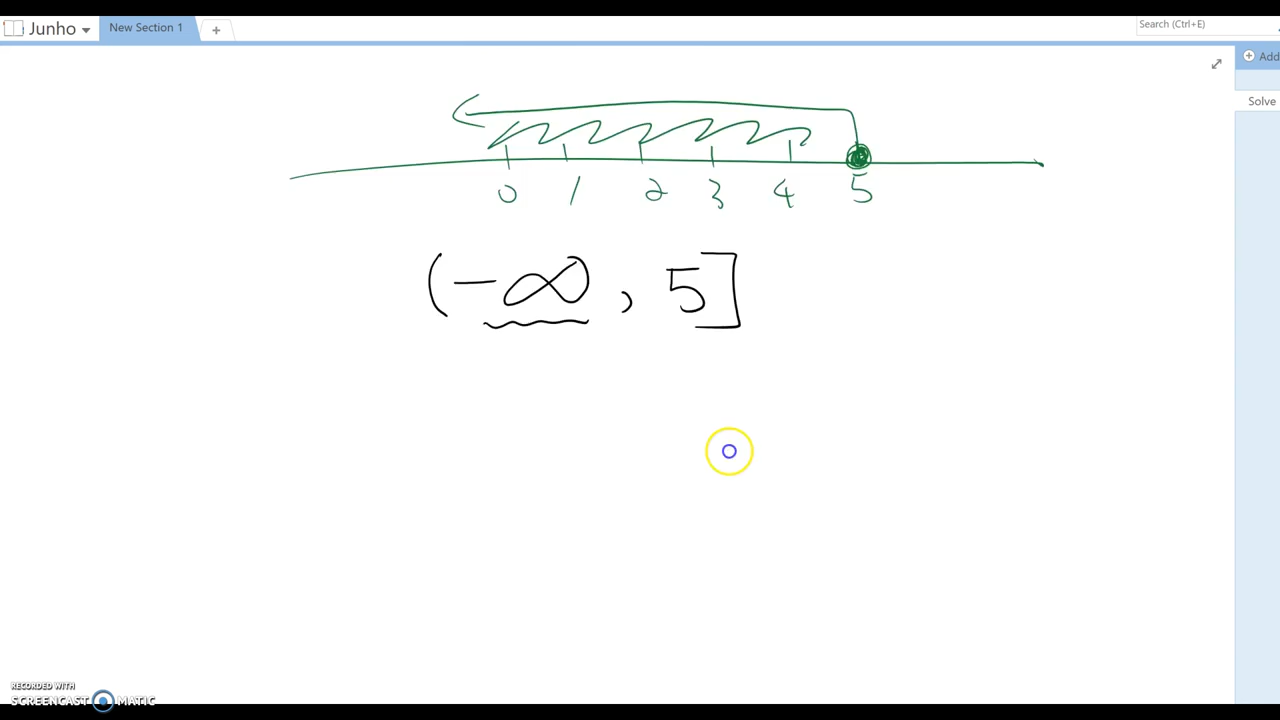 Junho
New Section 1
Search (Ctrl+E)
Add
Solve
0 1 2 3 4 5
(-∞, 5]
RECORDED WITH
SCREENCAST MATIC